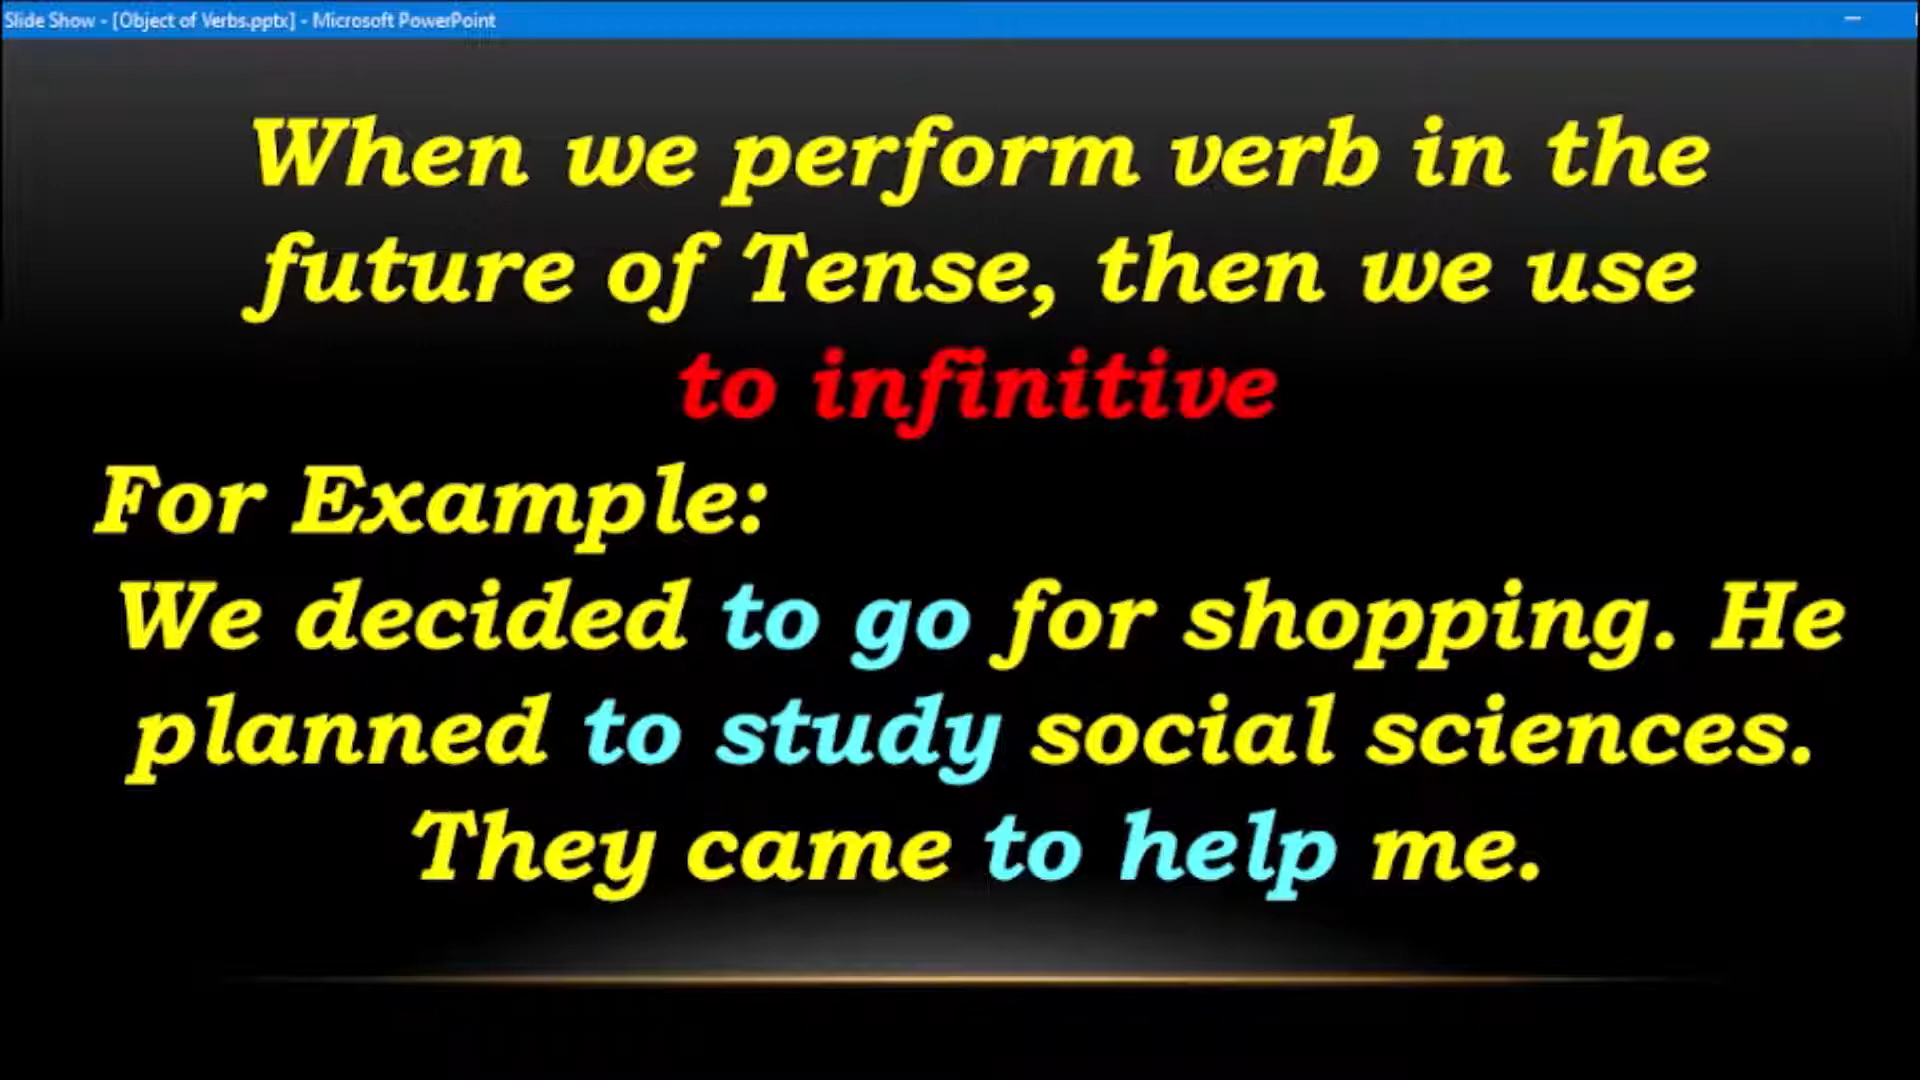 Slide Show - [Object of Verbs.pptx] - Microsoft PowerPoint
When we perform verb in the
future of Tense, then we use
to infinitive
For Example:
We decided to go for shopping. He
planned to study social sciences.
They came to help me.